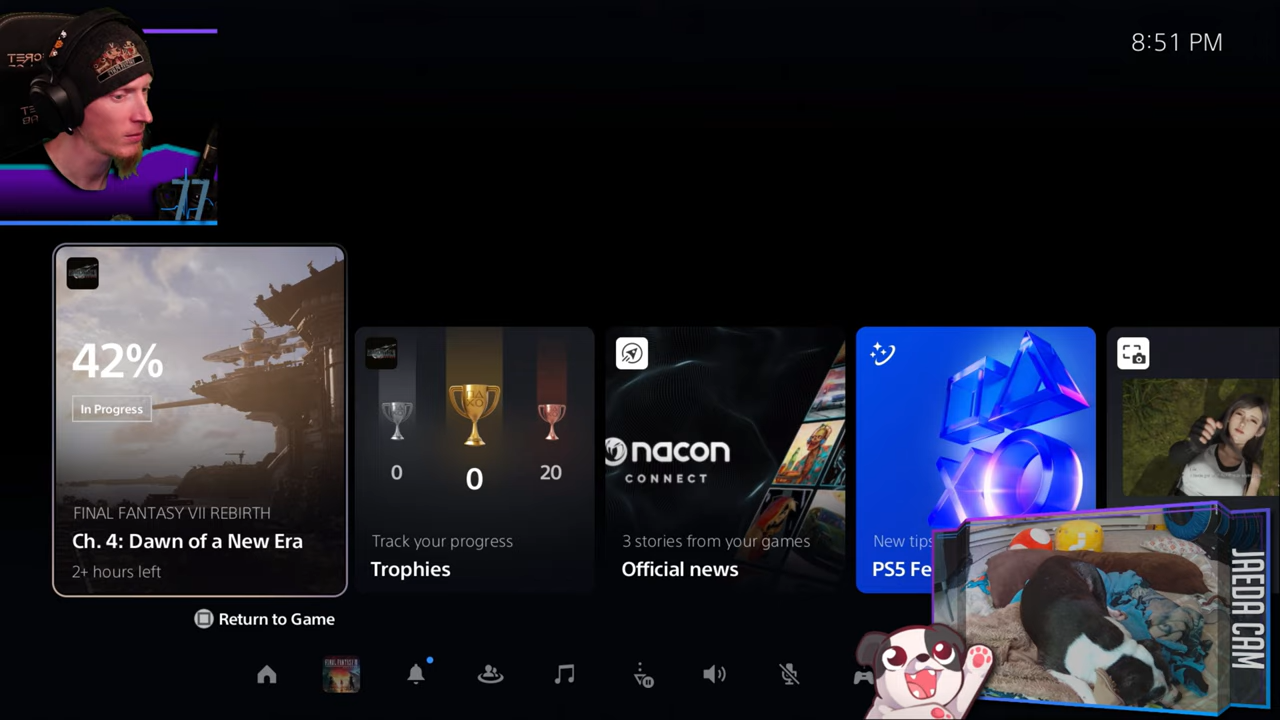 8:51 PM
42%
In Progress
FINAL FANTASY VII REBIRTH
Ch. 4: Dawn of a New Era
2+ hours left
Return to Game
0
0
20
Track your progress
Trophies
nacon
CONNECT
3 stories from your games
Official news
New tips
PS5 Fe
JAEDA CAM